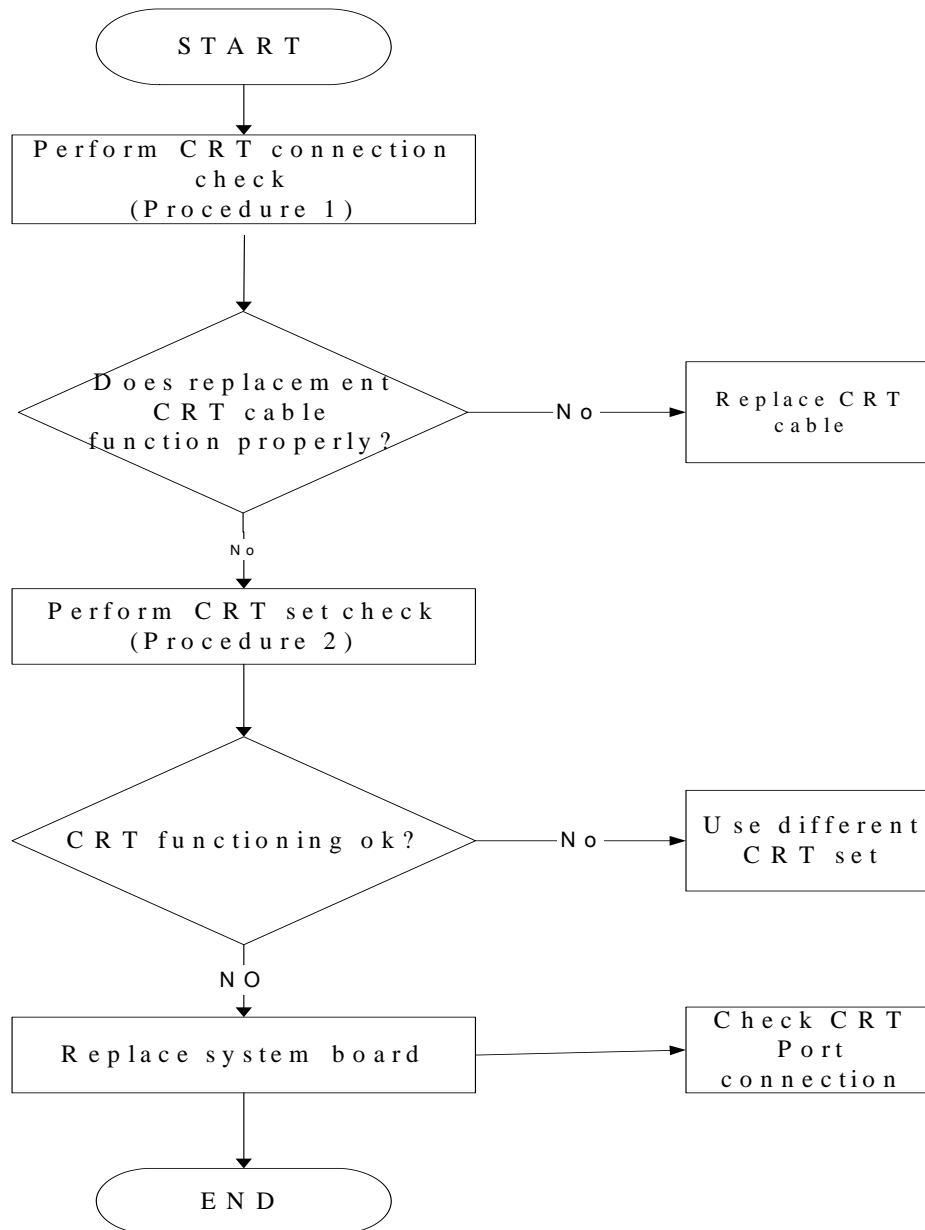 START
Perform CRT connection
check
(Procedure 1)
Does replacement
CRT cable
function properly?
No
Replace CRT
cable
No
Perform CRT set check
(Procedure 2)
CRT functioning ok?
No
Use different
CRT set
NO
Replace system board
Check CRT
Port
connection
END